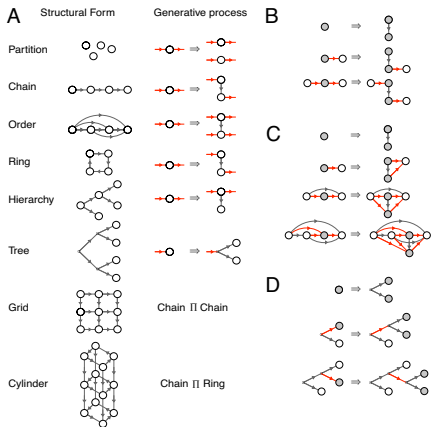 A
Structural Form
Generative process
Partition
Chain
Order
Ring
Hierarchy
Tree
Grid
Chain Π Chain
Cylinder
Chain Π Ring
B
C
D